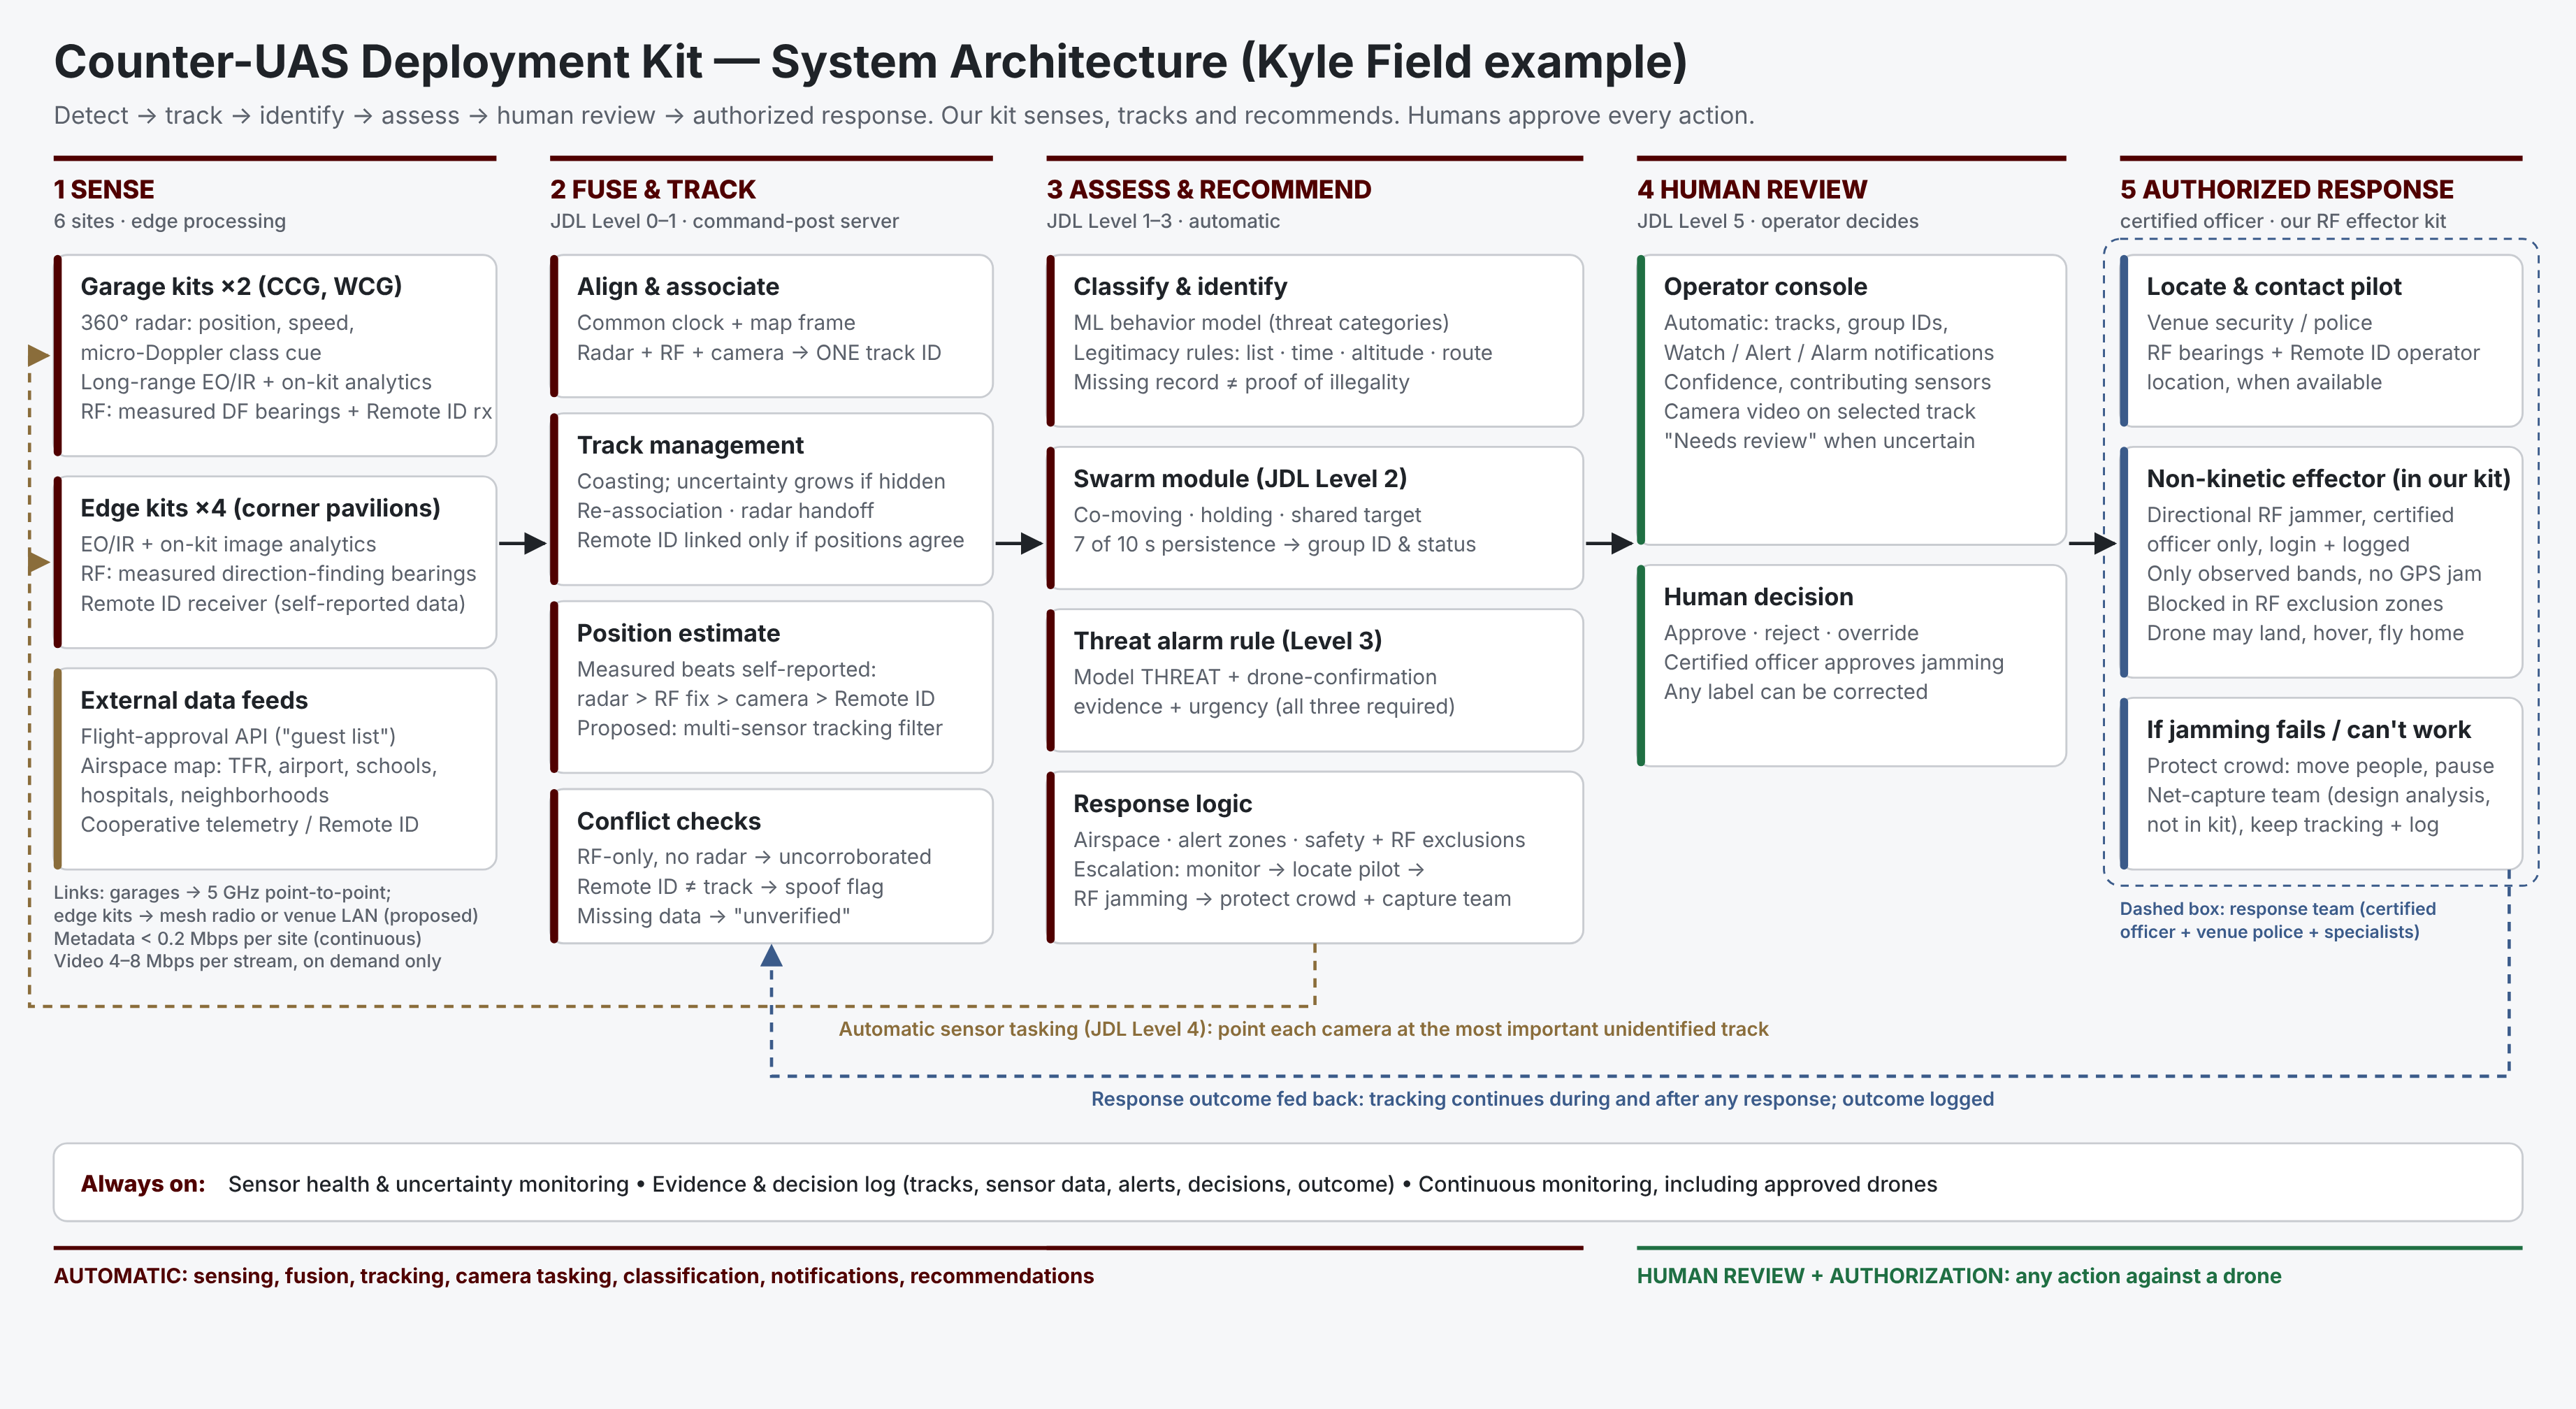 Counter-UAS Deployment Kit — System Architecture (Kyle Field example)
Detect → track → identify → assess → human review → authorized response. Our kit senses, tracks and recommends. Humans approve every action.
1 SENSE
6 sites · edge processing
Garage kits ×2 (CCG, WCG)
360° radar: position, speed,
micro-Doppler class cue
Long-range EO/IR + on-kit analytics
RF: measured DF bearings + Remote ID rx
Edge kits ×4 (corner pavilions)
EO/IR + on-kit image analytics
RF: measured direction-finding bearings
Remote ID receiver (self-reported data)
External data feeds
Flight-approval API ("guest list")
Airspace map: TFR, airport, schools,
hospitals, neighborhoods
Cooperative telemetry / Remote ID
Links: garages → 5 GHz point-to-point;
edge kits → mesh radio or venue LAN (proposed)
Metadata < 0.2 Mbps per site (continuous)
Video 4–8 Mbps per stream, on demand only
2 FUSE & TRACK
JDL Level 0–1 · command-post server
Align & associate
Common clock + map frame
Radar + RF + camera → ONE track ID
Track management
Coasting; uncertainty grows if hidden
Re-association · radar handoff
Remote ID linked only if positions agree
Position estimate
Measured beats self-reported:
radar > RF fix > camera > Remote ID
Proposed: multi-sensor tracking filter
Conflict checks
RF-only, no radar → uncorroborated
Remote ID ≠ track → spoof flag
Missing data → "unverified"
3 ASSESS & RECOMMEND
JDL Level 1–3 · automatic
Classify & identify
ML behavior model (threat categories)
Legitimacy rules: list · time · altitude · route
Missing record ≠ proof of illegality
Swarm module (JDL Level 2)
Co-moving · holding · shared target
7 of 10 s persistence → group ID & status
Threat alarm rule (Level 3)
Model THREAT + drone-confirmation
evidence + urgency (all three required)
Response logic
Airspace · alert zones · safety + RF exclusions
Escalation: monitor → locate pilot →
RF jamming → protect crowd + capture team
4 HUMAN REVIEW
JDL Level 5 · operator decides
Operator console
Automatic: tracks, group IDs,
Watch / Alert / Alarm notifications
Confidence, contributing sensors
Camera video on selected track
"Needs review" when uncertain
Human decision
Approve · reject · override
Certified officer approves jamming
Any label can be corrected
5 AUTHORIZED RESPONSE
certified officer · our RF effector kit
Locate & contact pilot
Venue security / police
RF bearings + Remote ID operator
location, when available
Non-kinetic effector (in our kit)
Directional RF jammer, certified
officer only, login + logged
Only observed bands, no GPS jam
Blocked in RF exclusion zones
Drone may land, hover, fly home
If jamming fails / can't work
Protect crowd: move people, pause
Net-capture team (design analysis,
not in kit), keep tracking + log
Dashed box: response team (certified
officer + venue police + specialists)
Automatic sensor tasking (JDL Level 4): point each camera at the most important unidentified track
Response outcome fed back: tracking continues during and after any response; outcome logged
Always on: Sensor health & uncertainty monitoring • Evidence & decision log (tracks, sensor data, alerts, decisions, outcome) • Continuous monitoring, including approved drones
AUTOMATIC: sensing, fusion, tracking, camera tasking, classification, notifications, recommendations
HUMAN REVIEW + AUTHORIZATION: any action against a drone